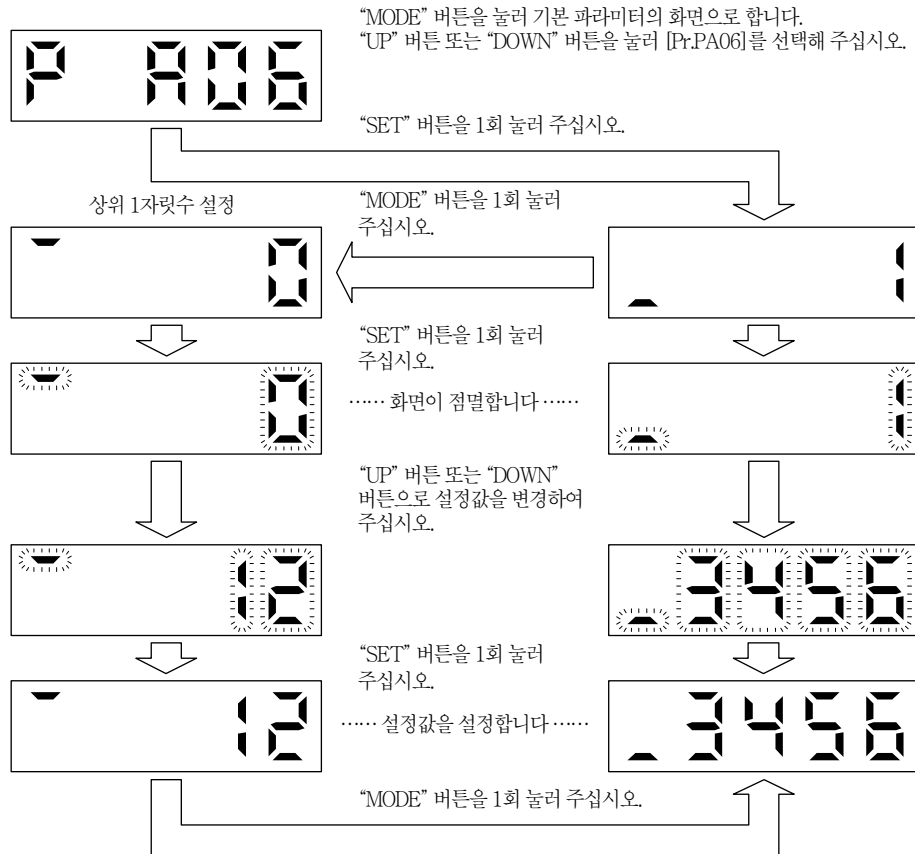 “MODE” 버튼을 눌러 기본 파라미터의 화면으로 합니다.
“UP” 버튼 또는 “DOWN” 버튼을 눌러 [Pr.PA06]를 선택해 주십시오.
P A06
“SET” 버튼을 1회 눌러 주십시오.
상위 1자릿수 설정
“MODE” 버튼을 1회 눌러
주십시오.
- 0
_ 1
“SET” 버튼을 1회 눌러
주십시오.
- 0
…… 화면이 점멸합니다 ……
_ 1
“UP” 버튼 또는 “DOWN”
버튼으로 설정값을 변경하여
주십시오.
- 12
_ 3456
“SET” 버튼을 1회 눌러
주십시오.
- 12
…… 설정값을 설정합니다 ……
_ 3456
“MODE” 버튼을 1회 눌러 주십시오.